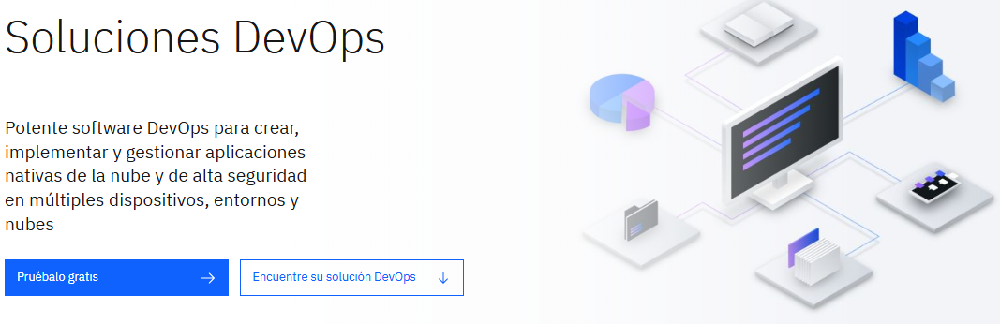 Soluciones DevOps
Potente software DevOps para crear,
implementar y gestionar aplicaciones
nativas de la nube y de alta seguridad
en múltiples dispositivos, entornos y
nubes
Pruébalo gratis
Encuentre su solución DevOps